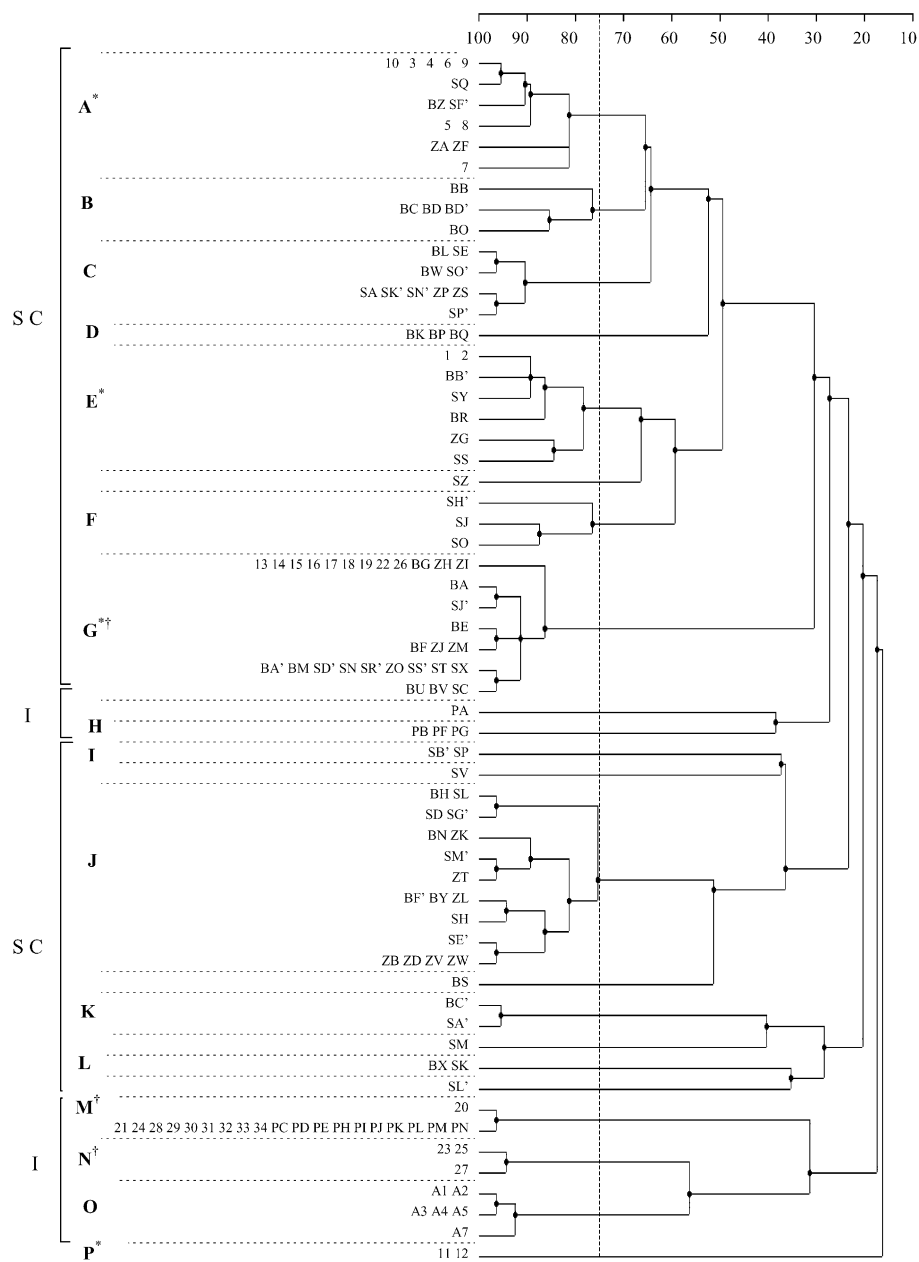 100 90 80 70 60 50 40 30 20 10
10 3 4 6 9
SQ
A* BZ SF’
5 8
ZA ZF
7
BB
B BC BD BD’
BO
BL SE
C BW SO’
SA SK’ SN’ ZP ZS
S C SP’
D BK BP BQ
1 2
BB’
E* SY
BR
ZG
SS
SZ
SH’
F SJ
SO
13 14 15 16 17 18 19 22 26 BG ZH ZI
BA
SJ’
G*† BE
BF ZJ ZM
BA’ BM SD’ SN SR’ ZO SS’ ST SX
BU BV SC
I PA
H PB PF PG
I SB’ SP
SV
BH SL
SD SG’
BN ZK
J SM’
ZT
BF’ BY ZL
SH
S C SE’
ZB ZD ZV ZW
BS
K BC’
SA’
SM
L BX SK
SL’
M† 20
21 24 28 29 30 31 32 33 34 PC PD PE PH PI PJ PK PL PM PN
N† 23 25
I 27
A1 A2
O A3 A4 A5
A7
P* 11 12